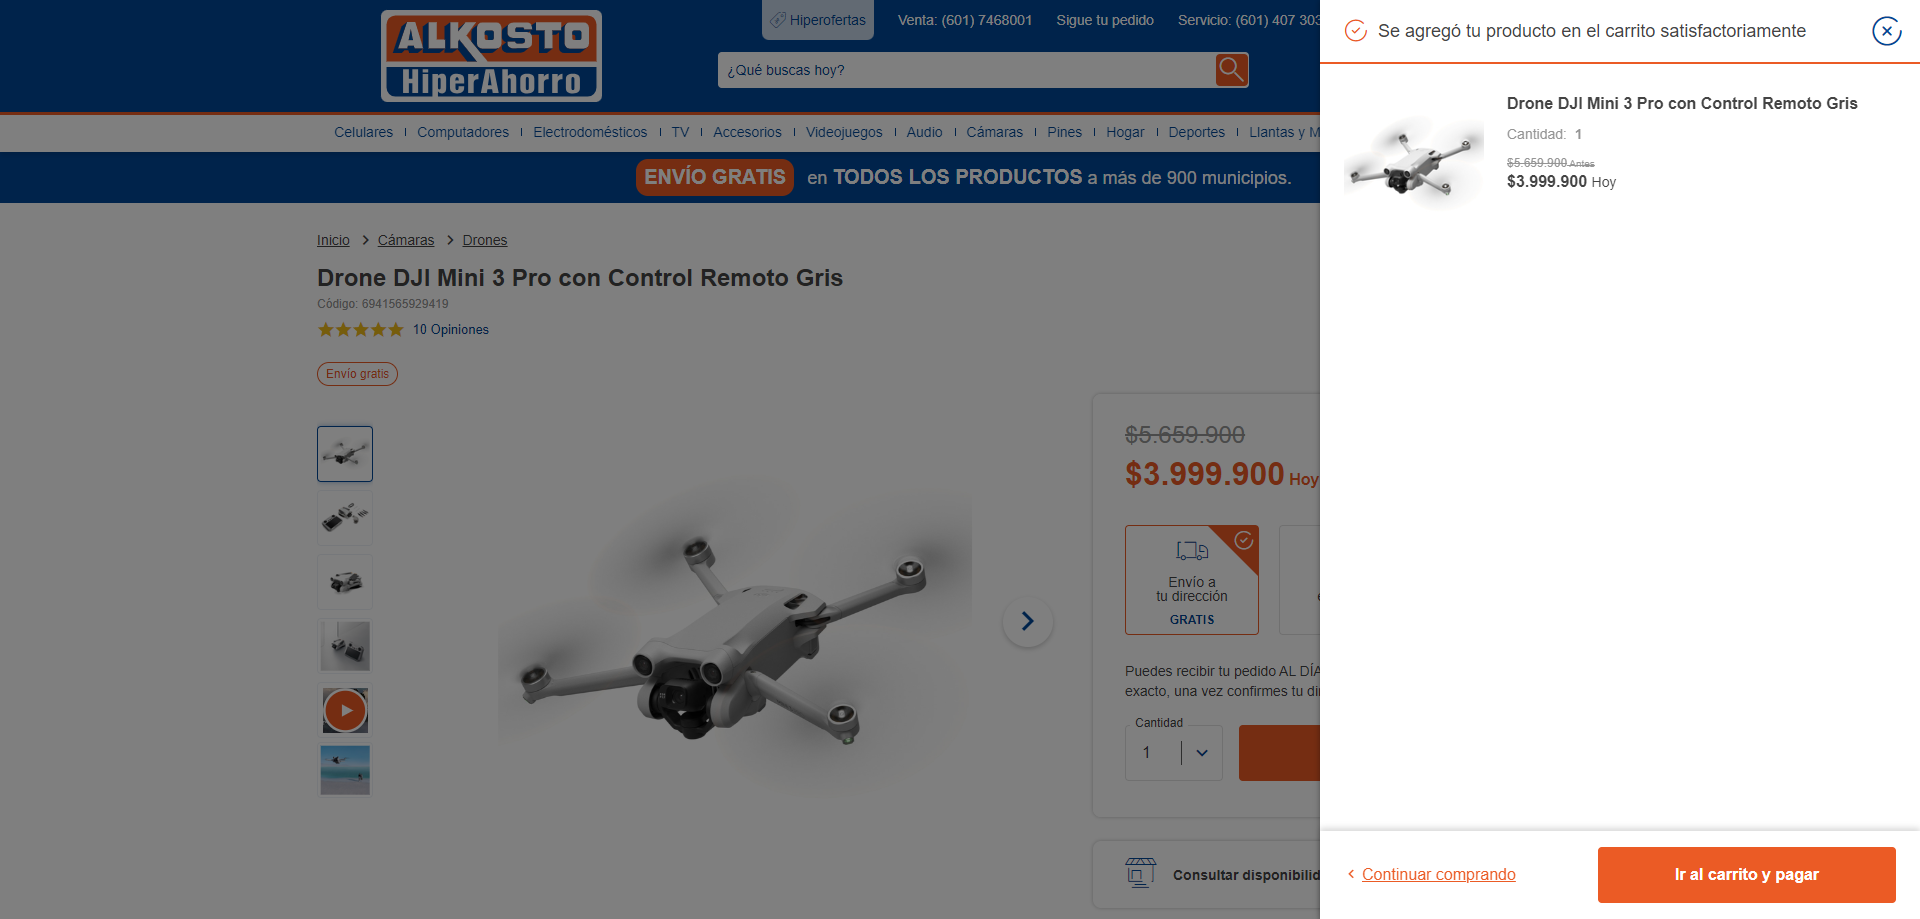 ALKOSTO
HiperAhorro
Hiperofertas
Venta: (601) 7468001
Sigue tu pedido
Servicio: (601) 407 303
¿Qué buscas hoy?
Celulares
Computadores
Electrodomésticos
TV
Accesorios
Videojuegos
Audio
Cámaras
Pines
Hogar
Deportes
Llantas y M
ENVÍO GRATIS en TODOS LOS PRODUCTOS a más de 900 municipios.
Inicio > Cámaras > Drones
Drone DJI Mini 3 Pro con Control Remoto Gris
Código: 6941565929419
10 Opiniones
Envío gratis
$5.659.900
$3.999.900 Hoy
Envío a
tu dirección
GRATIS
Puedes recibir tu pedido AL DÍA
exacto, una vez confirmes tu di
Cantidad
1
Consultar disponibilid
Se agregó tu producto en el carrito satisfactoriamente
Drone DJI Mini 3 Pro con Control Remoto Gris
Cantidad: 1
$5.659.900 Antes
$3.999.900 Hoy
Continuar comprando
Ir al carrito y pagar